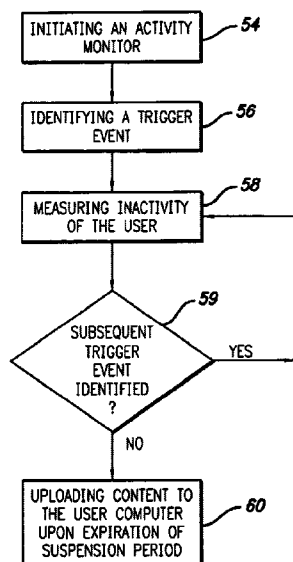 INITIATING AN ACTIVITY
MONITOR
54
IDENTIFYING A TRIGGER
EVENT
56
MEASURING INACTIVITY
OF THE USER
58
SUBSEQUENT
TRIGGER
EVENT
IDENTIFIED
?
59
YES
NO
UPLOADING CONTENT TO
THE USER COMPUTER
UPON EXPIRATION OF
SUSPENSION PERIOD
60